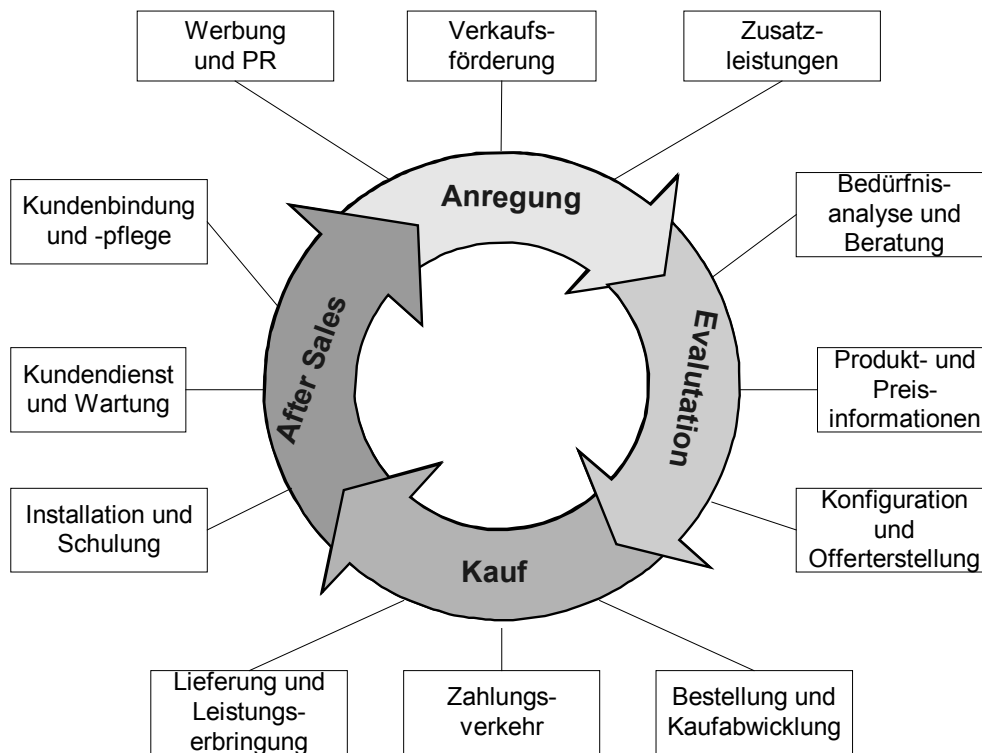 Werbung
und PR
Verkaufs-
förderung
Zusatz-
leistungen
Anregung
Bedürfnis-
analyse und
Beratung
Kundenbindung
und -pflege
Evalutation
Produkt- und
Preis-
informationen
After Sales
Kundendienst
und Wartung
Konfiguration
und
Offerterstellung
Installation und
Schulung
Kauf
Lieferung und
Leistungs-
erbringung
Zahlungs-
verkehr
Bestellung und
Kaufabwicklung